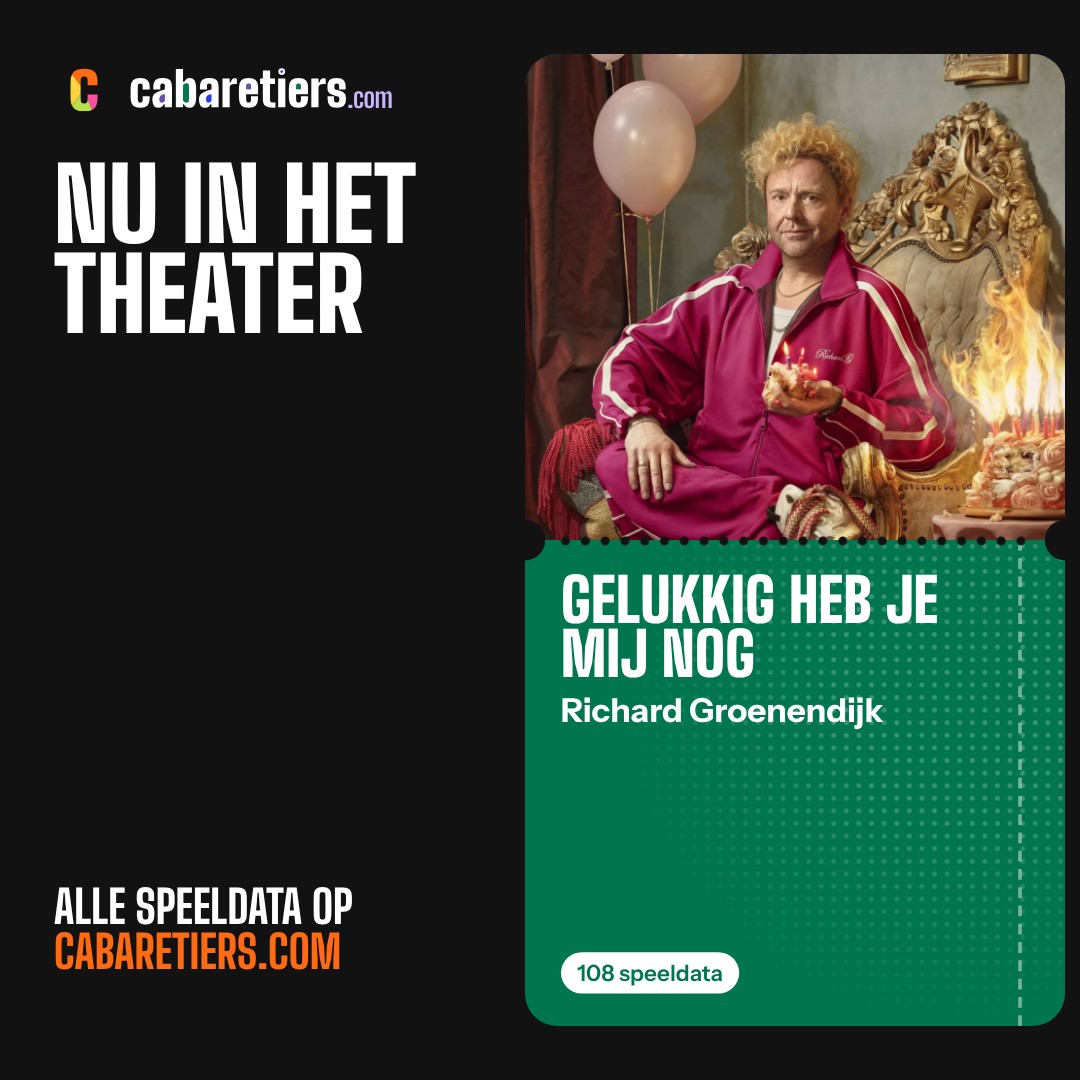 cabaretiers.com
NU IN HET
THEATER
GELUKKIG HEB JE
MIJ NOG
Richard Groenendijk
108 speeldata
ALLE SPEELDATA OP
CABARETIERS.COM